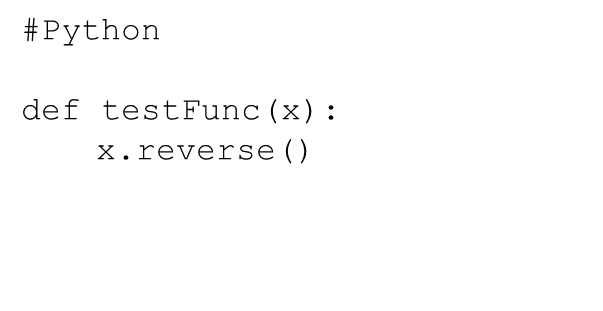 #Python
def testFunc(x):
    x.reverse()